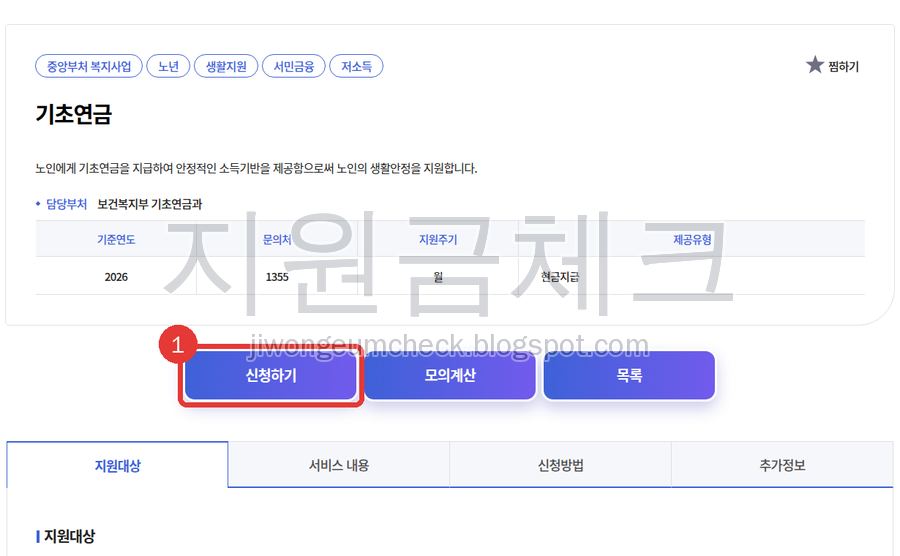 중앙부처 복지사업 노년 생활지원 서민금융 저소득
찜하기
기초연금
노인에게 기초연금을 지급하여 안정적인 소득기반을 제공함으로써 노인의 생활안정을 지원합니다.
담당부처 보건복지부 기초연금과
기준연도 문의처 지원주기 제공유형
2026 1355 월 현금지급
지원금체크
jiwongeumcheck.blogspot.com
1
신청하기 모의계산 목록
지원대상 서비스 내용 신청방법 추가정보
지원대상